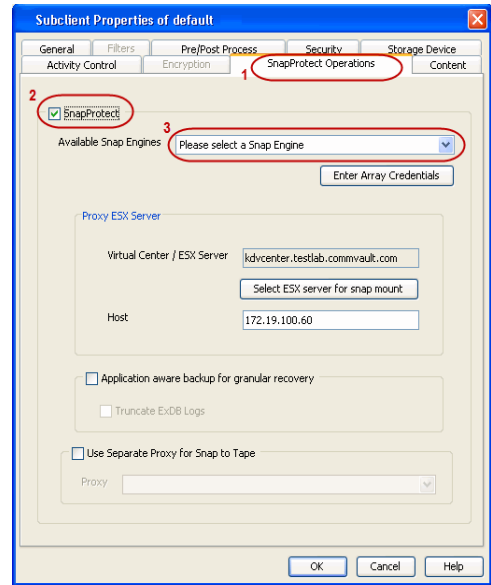 Subclient Properties of default
General Filters Pre/Post Process Security Storage Device
Activity Control Encryption 1 SnapProtect Operations Content
2
SnapProtect
3
Available Snap Engines Please select a Snap Engine
Enter Array Credentials
Proxy ESX Server
Virtual Center / ESX Server kdvcenter.testlab.commvault.com
Select ESX server for snap mount
Host 172.19.100.60
Application aware backup for granular recovery
Truncate ExDB Logs
Use Separate Proxy for Snap to Tape
Proxy
OK Cancel Help